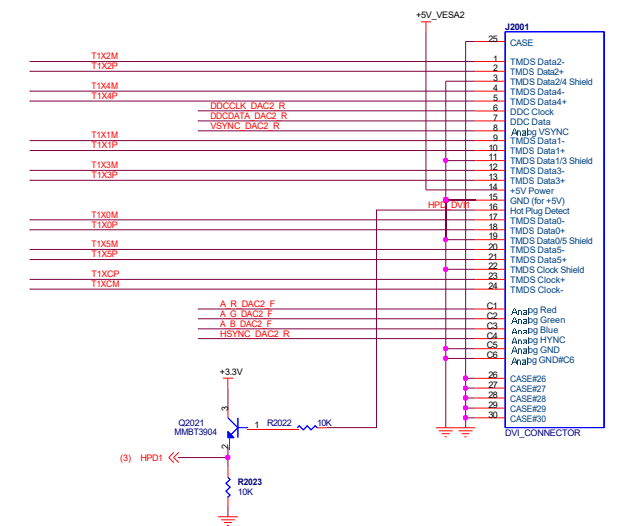 +5V_VESA2
J2001
25 CASE
T1X2M 1 TMDS Data2-
T1X2P 2 TMDS Data2+
3 TMDS Data2/4 Shield
T1X4M 4 TMDS Data4-
T1X4P 5 TMDS Data4+
DDCCLK_DAC2_R 6 DDC Clock
DDCDATA_DAC2_R 7 DDC Data
VSYNC_DAC2_R 8 Analog VSYNC
T1X1M 9 TMDS Data1-
T1X1P 10 TMDS Data1+
11 TMDS Data1/3 Shield
T1X3M 12 TMDS Data3-
T1X3P 13 TMDS Data3+
14 +5V Power
15 GND (for +5V)
HPD_DVI1 16 Hot Plug Detect
T1X0M 17 TMDS Data0-
T1X0P 18 TMDS Data0+
19 TMDS Data0/5 Shield
T1X5M 20 TMDS Data5-
T1X5P 21 TMDS Data5+
22 TMDS Clock Shield
T1XCP 23 TMDS Clock+
T1XCM 24 TMDS Clock-
A_R_DAC2_F C1 Analog Red
A_G_DAC2_F C2 Analog Green
A_B_DAC2_F C3 Analog Blue
HSYNC_DAC2_R C4 Analog HYNC
C5 Analog GND
C6 Analog GND#C6
26 CASE#26
27 CASE#27
28 CASE#28
29 CASE#29
30 CASE#30
DVI_CONNECTOR
+3.3V
3
Q2021
MMBT3904
1 R2022 10K
2
(3) HPD1
R2023
10K